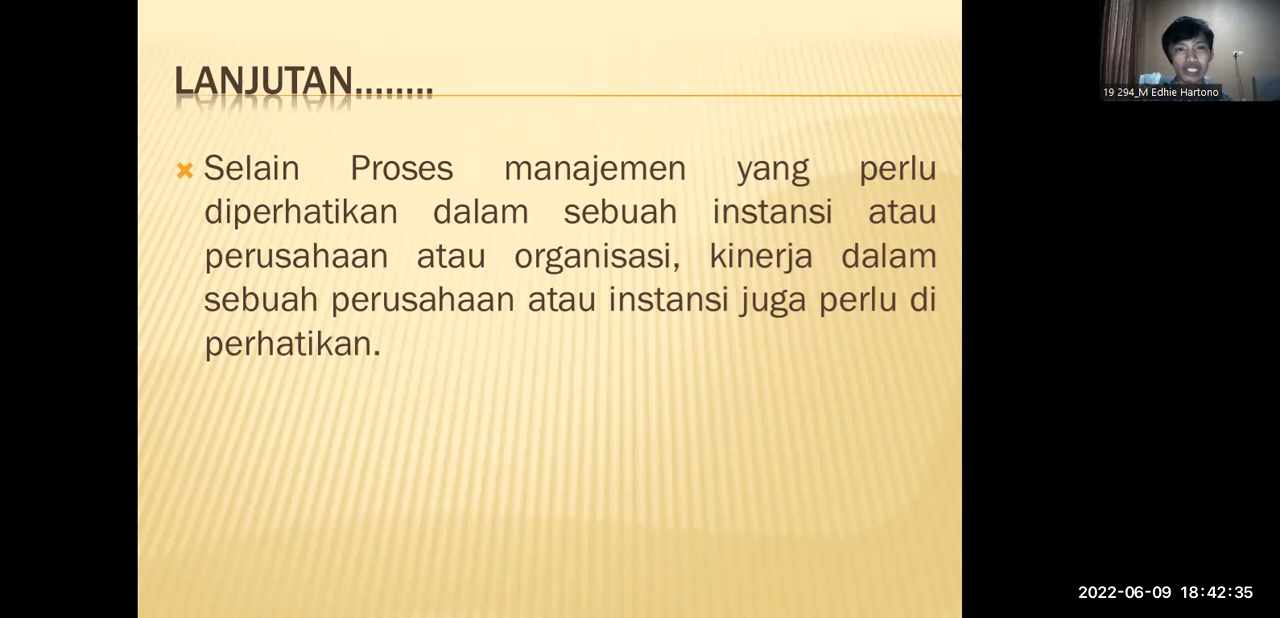 LANJUTAN........
Selain Proses manajemen yang perlu
diperhatikan dalam sebuah instansi atau
perusahaan atau organisasi, kinerja dalam
sebuah perusahaan atau instansi juga perlu di
perhatikan.
19 294_M Edhie Hartono
2022-06-09 18:42:35